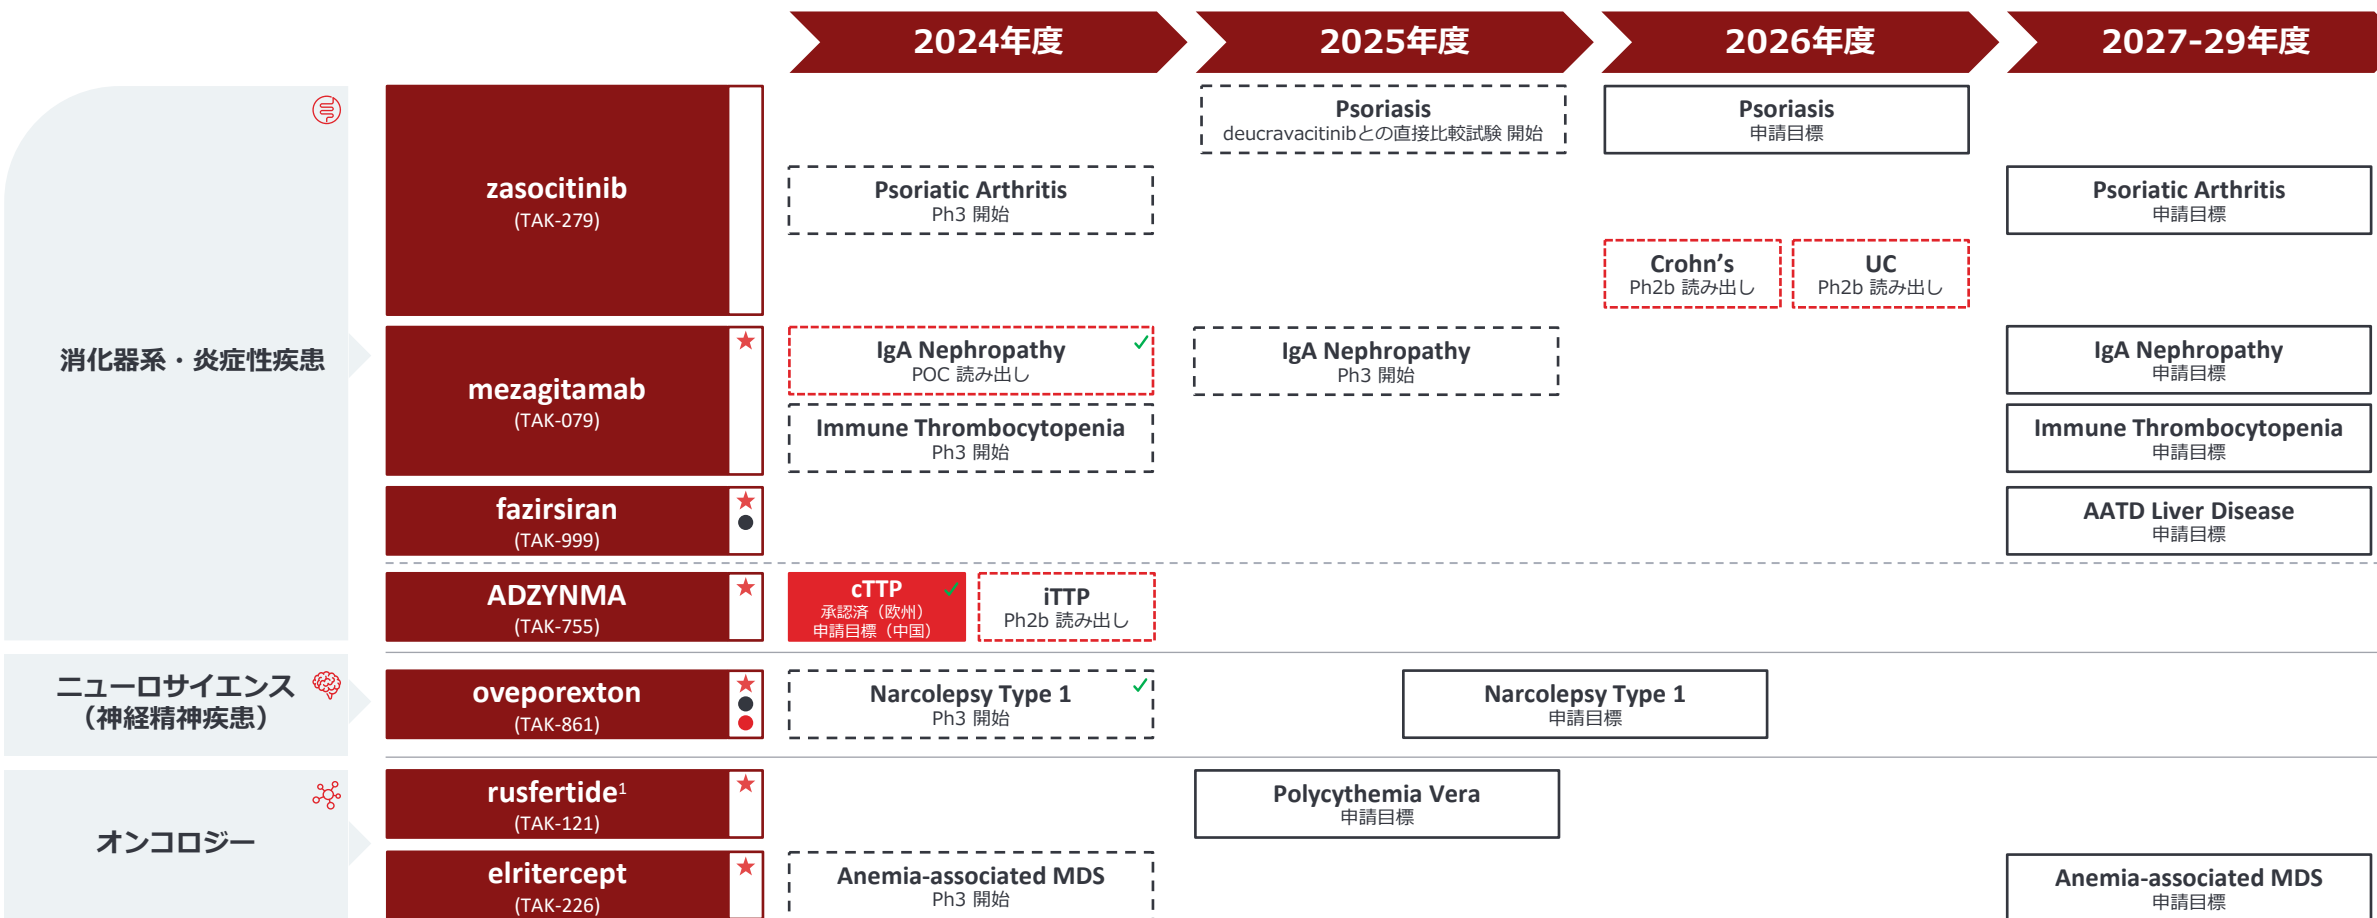 2024年度
2025年度
2026年度
2027-29年度
消化器系・炎症性疾患
zasocitinib
(TAK-279)
Psoriasis
deucravacitinibとの直接比較試験 開始
Psoriasis
申請目標
Psoriatic Arthritis
Ph3 開始
Psoriatic Arthritis
申請目標
Crohn’s
Ph2b 読み出し
UC
Ph2b 読み出し
mezagitamab
(TAK-079)
IgA Nephropathy
POC 読み出し
IgA Nephropathy
Ph3 開始
IgA Nephropathy
申請目標
Immune Thrombocytopenia
Ph3 開始
Immune Thrombocytopenia
申請目標
fazirsiran
(TAK-999)
AATD Liver Disease
申請目標
ADZYNMA
(TAK-755)
cTTP
承認済（欧州）
申請目標（中国）
iTTP
Ph2b 読み出し
ニューロサイエンス
（神経精神疾患）
oveporexton
(TAK-861)
Narcolepsy Type 1
Ph3 開始
Narcolepsy Type 1
申請目標
オンコロジー
rusfertide1
(TAK-121)
Polycythemia Vera
申請目標
elritercept
(TAK-226)
Anemia-associated MDS
Ph3 開始
Anemia-associated MDS
申請目標